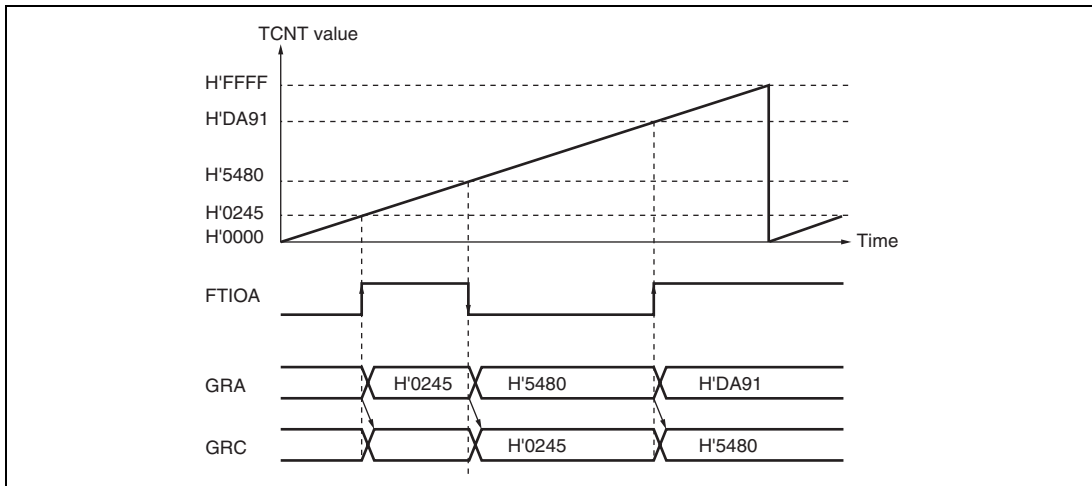 TCNT value
H'FFFF
H'DA91
H'5480
H'0245
H'0000
Time
FTIOA
GRA H'0245 H'5480 H'DA91
GRC H'0245 H'5480